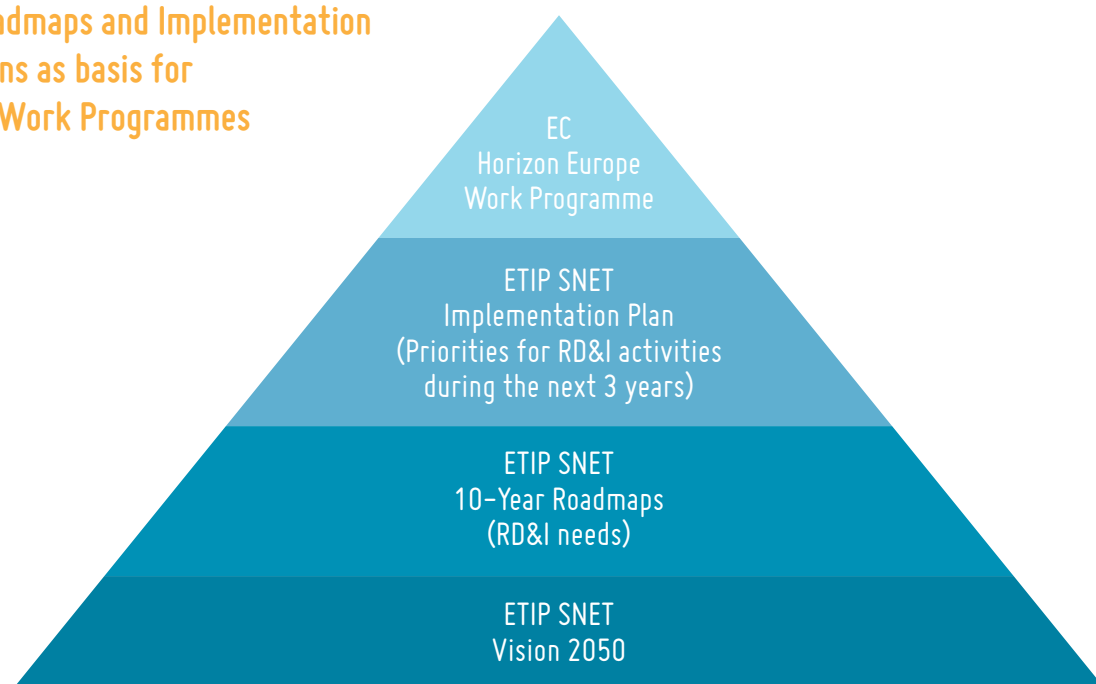 admaps and Implementation
ns as basis for
Work Programmes
EC
Horizon Europe
Work Programme
ETIP SNET
Implementation Plan
(Priorities for RD&I activities
during the next 3 years)
ETIP SNET
10-Year Roadmaps
(RD&I needs)
ETIP SNET
Vision 2050